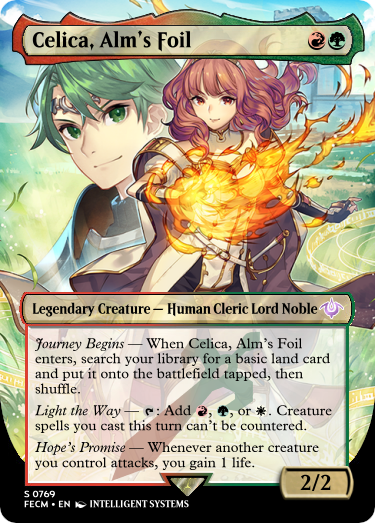 Celica, Alm's Foil
Legendary Creature — Human Cleric Lord Noble
Journey Begins — When Celica, Alm's Foil
enters, search your library for a basic land card
and put it onto the battlefield tapped, then
shuffle.
Light the Way — : Add , , or . Creature
spells you cast this turn can't be countered.
Hope's Promise — Whenever another creature
you control attacks, you gain 1 life.
2/2
S 0769
FECM • EN INTELLIGENT SYSTEMS